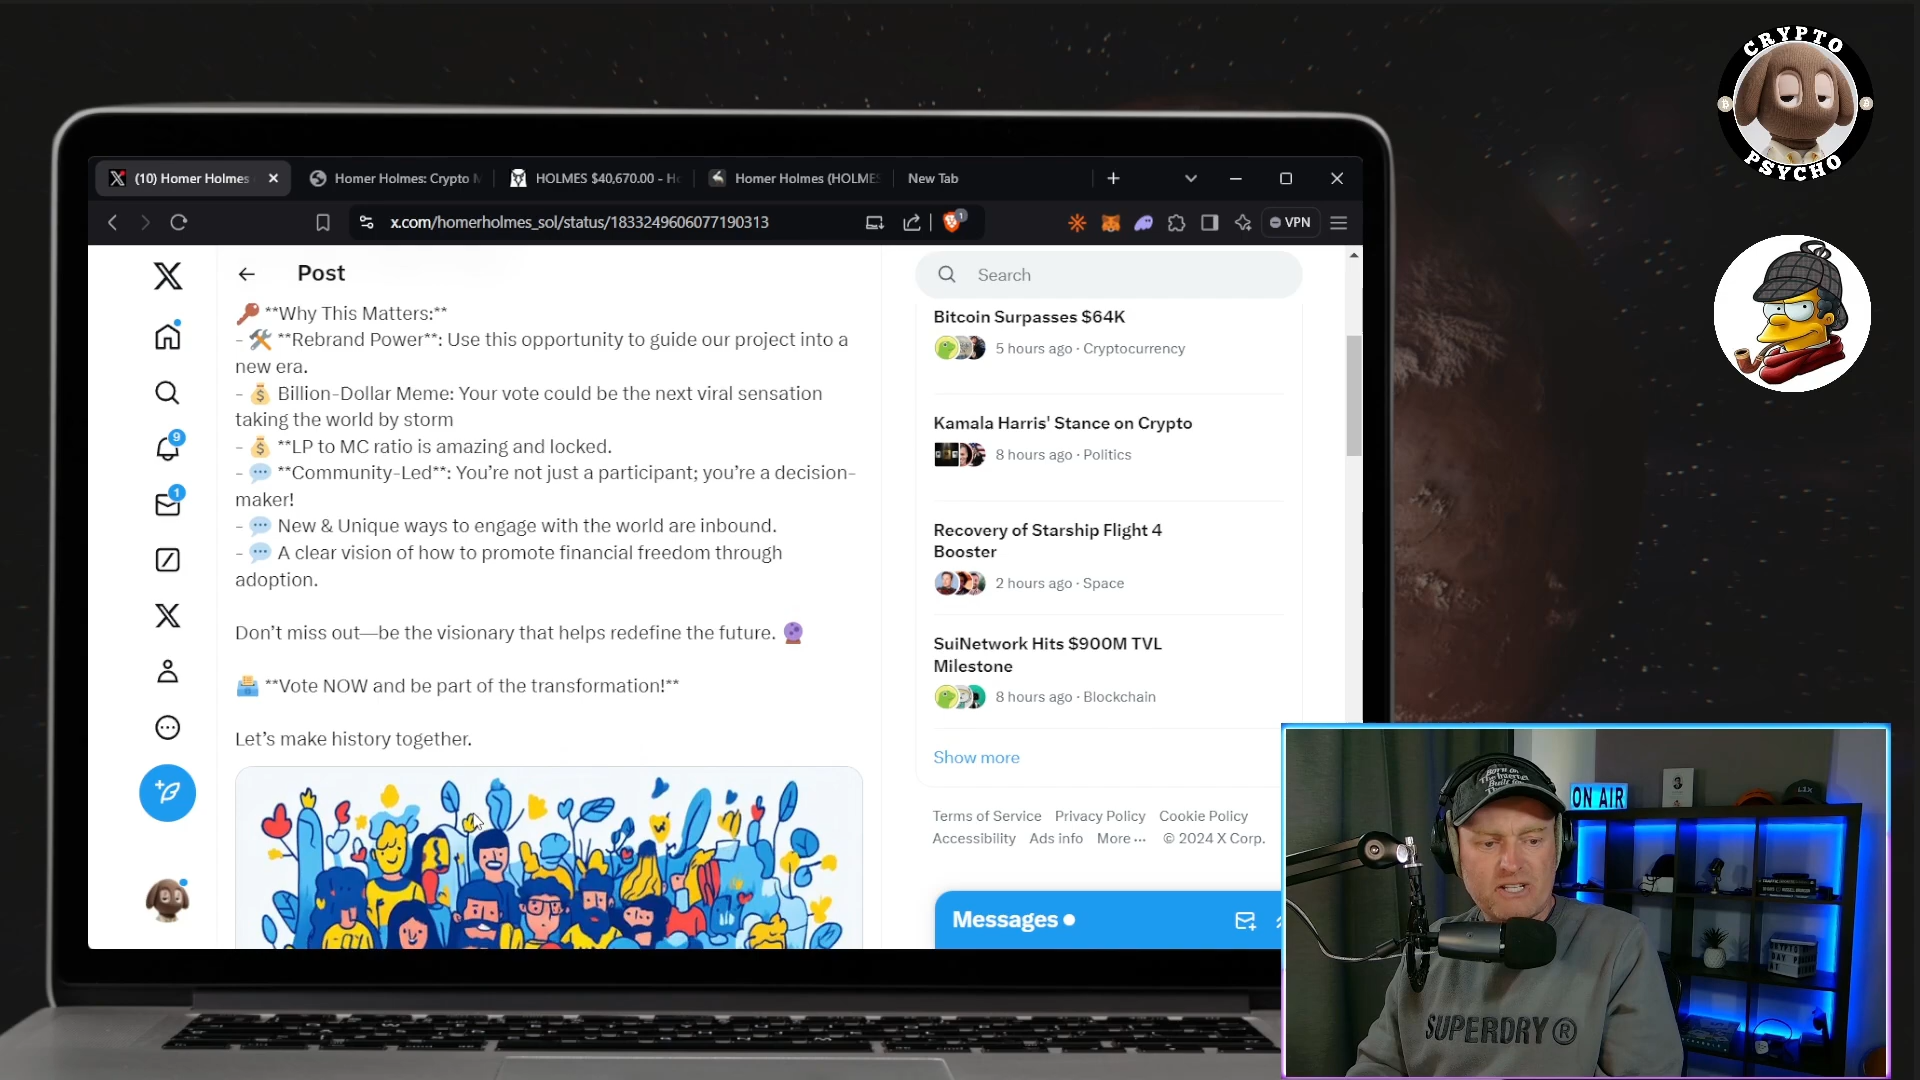 CRYPTO
PSYCHO
(10) Homer Holmes
Homer Holmes: Crypto
HOLMES $40,670.00 - Ho
Homer Holmes (HOLME
New Tab
x.com/homerholmes_sol/status/1833249606077190313
1
VPN
Post
Search
🔑 **Why This Matters:**
- 🛠️ **Rebrand Power**: Use this opportunity to guide our project into a
new era.
- 💰 Billion-Dollar Meme: Your vote could be the next viral sensation
taking the world by storm
- 💰 **LP to MC ratio is amazing and locked.
- 💬 **Community-Led**: You’re not just a participant; you’re a decision-
maker!
- 💬 New & Unique ways to engage with the world are inbound.
- 💬 A clear vision of how to promote financial freedom through
adoption.
Don’t miss out—be the visionary that helps redefine the future. 🔮
🗳️ **Vote NOW and be part of the transformation!**
Let’s make history together.
9
1
Bitcoin Surpasses $64K
5 hours ago · Cryptocurrency
Kamala Harris' Stance on Crypto
8 hours ago · Politics
Recovery of Starship Flight 4
Booster
2 hours ago · Space
SuiNetwork Hits $900M TVL
Milestone
8 hours ago · Blockchain
Show more
Terms of Service Privacy Policy Cookie Policy
Accessibility Ads info More ··· © 2024 X Corp.
Messages
ON AIR
SUPERDRY®